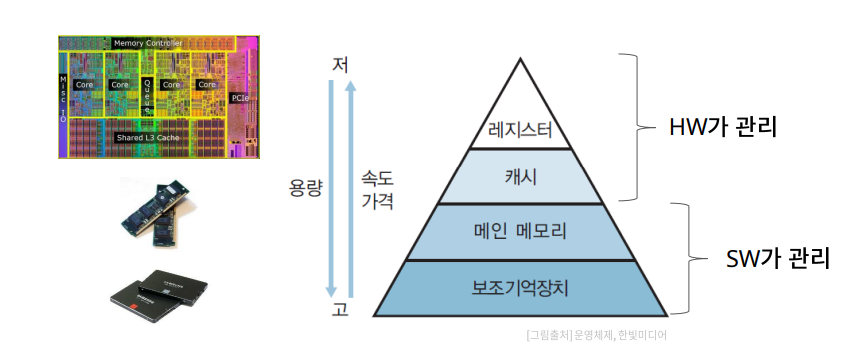 Memory Controller
Misc IO
Core
Core
Queue
Core
Core
PCIe
Shared L3 Cache
저
용량
속도
가격
고
레지스터
캐시
메인 메모리
보조기억장치
HW가 관리
SW가 관리
[그림출처] 운영체제, 한빛미디어